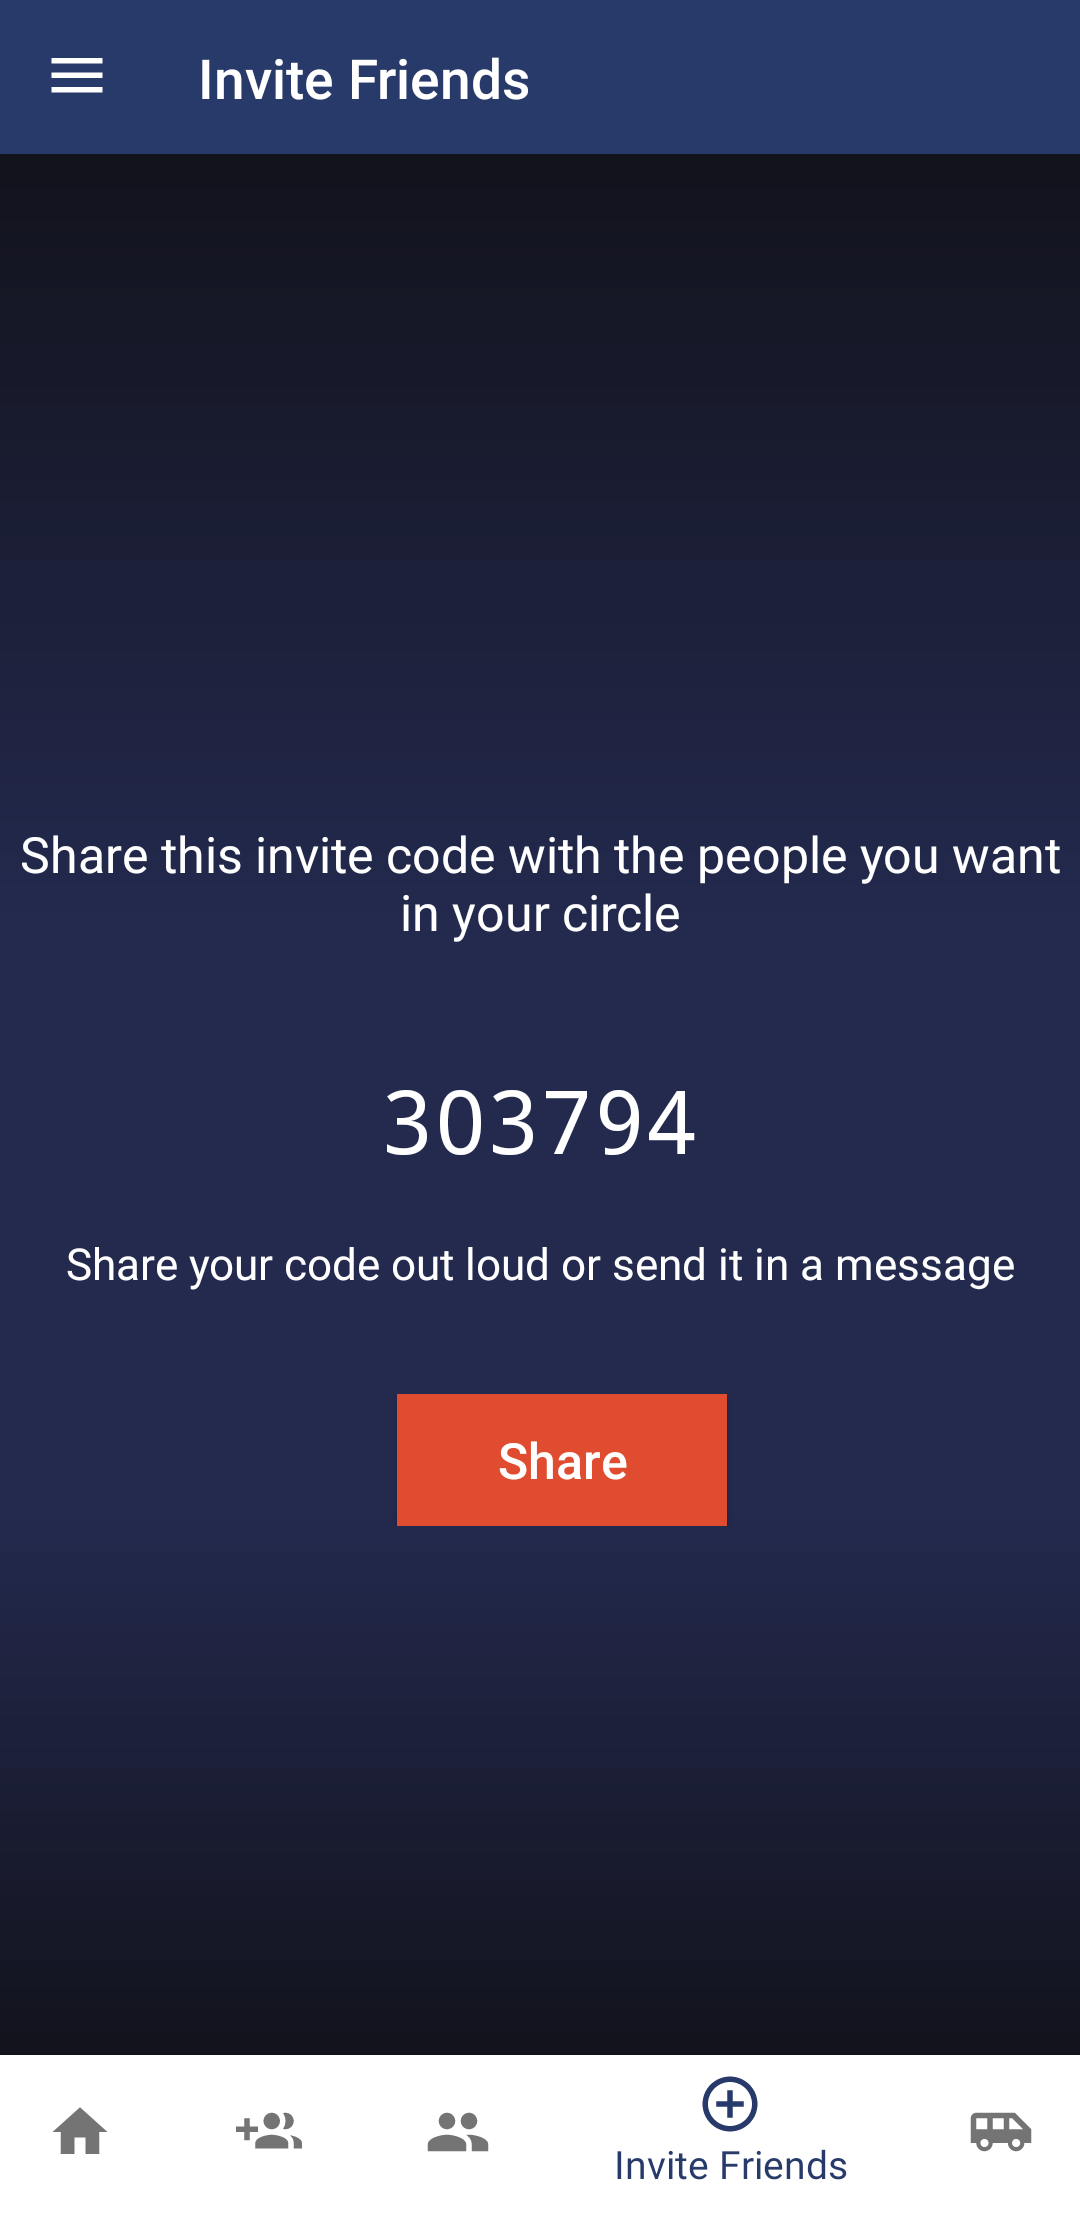 Invite Friends
Share this invite code with the people you want
in your circle
303794
Share your code out loud or send it in a message
Share
Invite Friends